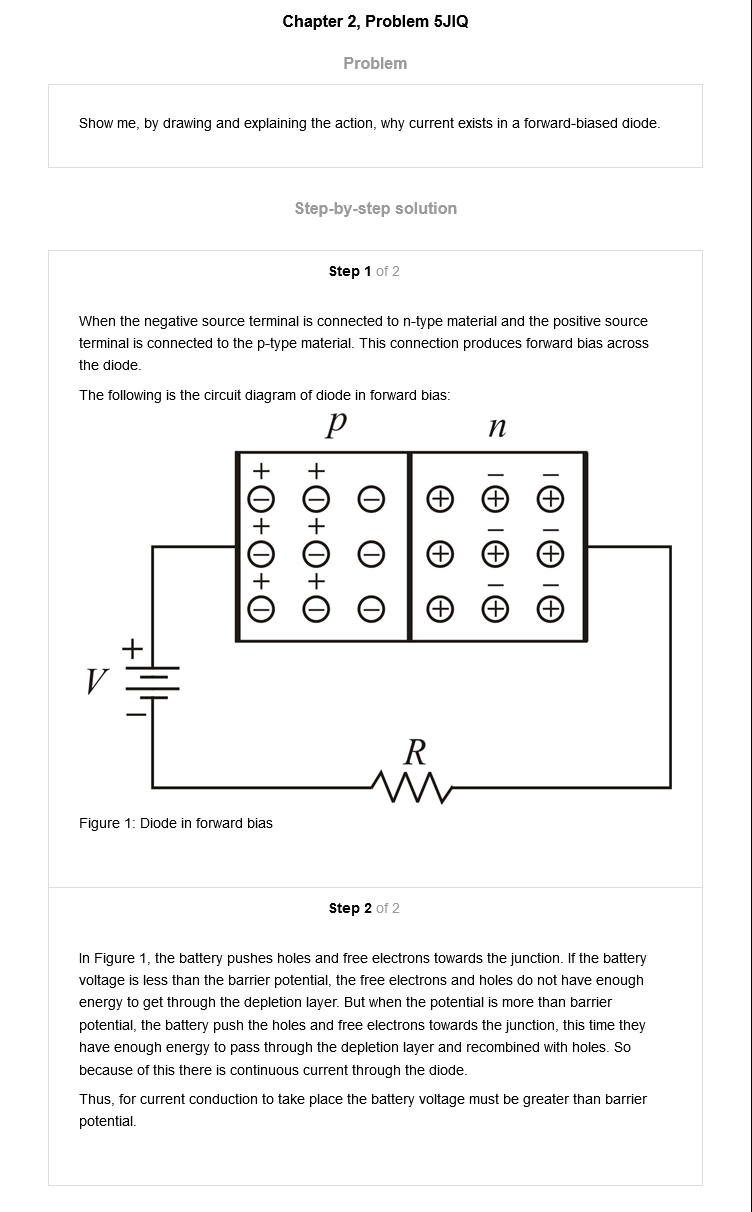 Chapter 2, Problem 5JIQ
Problem
Show me, by drawing and explaining the action, why current exists in a forward-biased diode.
Step-by-step solution
Step 1 of 2
When the negative source terminal is connected to n-type material and the positive source
terminal is connected to the p-type material. This connection produces forward bias across
the diode.
The following is the circuit diagram of diode in forward bias:
p n
+ +
− −
⊖ ⊖ ⊖ ⊕ ⊕ ⊕
+ + − −
⊖ ⊖ ⊖ ⊕ ⊕ ⊕
+ + − −
⊖ ⊖ ⊖ ⊕ ⊕ ⊕
+
V
−
R
Figure 1: Diode in forward bias
Step 2 of 2
In Figure 1, the battery pushes holes and free electrons towards the junction. If the battery
voltage is less than the barrier potential, the free electrons and holes do not have enough
energy to get through the depletion layer. But when the potential is more than barrier
potential, the battery push the holes and free electrons towards the junction, this time they
have enough energy to pass through the depletion layer and recombined with holes. So
because of this there is continuous current through the diode.
Thus, for current conduction to take place the battery voltage must be greater than barrier
potential.